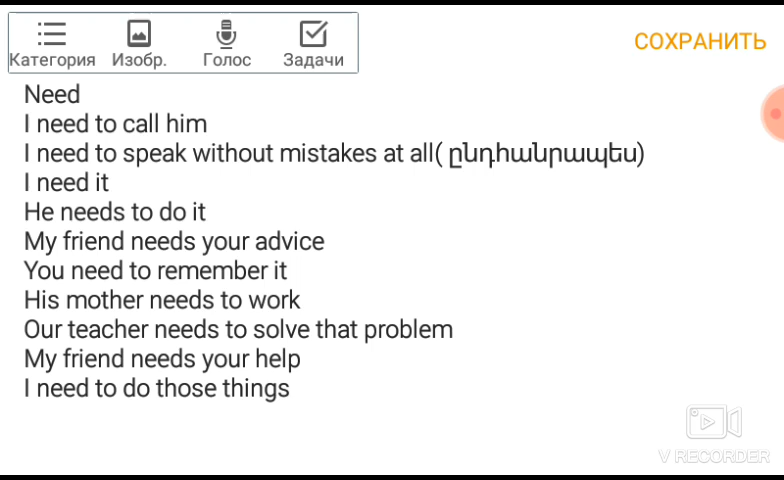 Категория Изобр. Голос Задачи
СОХРАНИТЬ
Need
I need to call him
I need to speak without mistakes at all( ընդհանրապես)
I need it
He needs to do it
My friend needs your advice
You need to remember it
His mother needs to work
Our teacher needs to solve that problem
My friend needs your help
I need to do those things
V RECORDER